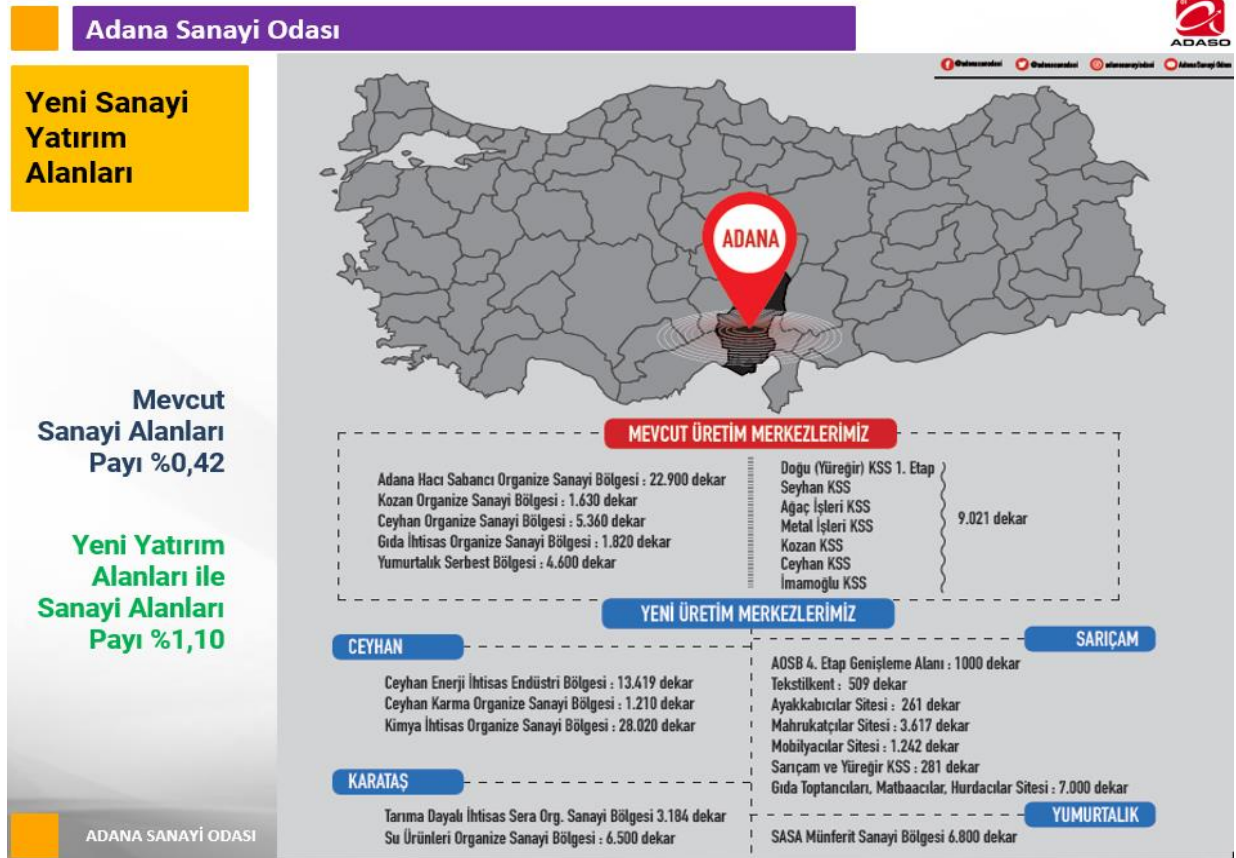 Adana Sanayi Odası
ADASO
Yeni Sanayi
Yatırım
Alanları
ADANA
Mevcut
Sanayi Alanları
Payı %0,42
Yeni Yatırım
Alanları ile
Sanayi Alanları
Payı %1,10
MEVCUT ÜRETİM MERKEZLERİMİZ
Adana Hacı Sabancı Organize Sanayi Bölgesi : 22.900 dekar
Kozan Organize Sanayi Bölgesi : 1.630 dekar
Ceyhan Organize Sanayi Bölgesi : 5.360 dekar
Gıda İhtisas Organize Sanayi Bölgesi : 1.820 dekar
Yumurtalık Serbest Bölgesi : 4.600 dekar
Doğu (Yüreğir) KSS 1. Etap
Seyhan KSS
Ağaç İşleri KSS
Metal İşleri KSS
Kozan KSS
Ceyhan KSS
İmamoğlu KSS
9.021 dekar
YENİ ÜRETİM MERKEZLERİMİZ
CEYHAN
Ceyhan Enerji İhtisas Endüstri Bölgesi : 13.419 dekar
Ceyhan Karma Organize Sanayi Bölgesi : 1.210 dekar
Kimya İhtisas Organize Sanayi Bölgesi : 28.020 dekar
KARATAŞ
Tarıma Dayalı İhtisas Sera Org. Sanayi Bölgesi 3.184 dekar
Su Ürünleri Organize Sanayi Bölgesi : 6.500 dekar
SARIÇAM
AOSB 4. Etap Genişleme Alanı : 1000 dekar
Tekstilkent : 509 dekar
Ayakkabıcılar Sitesi : 261 dekar
Mahrukatçılar Sitesi : 3.617 dekar
Mobilyacılar Sitesi : 1.242 dekar
Sarıçam ve Yüreğir KSS : 281 dekar
Gıda Toptancıları, Matbaacılar, Hurdacılar Sitesi : 7.000 dekar
YUMURTALIK
SASA Münferit Sanayi Bölgesi 6.800 dekar
ADANA SANAYİ ODASI